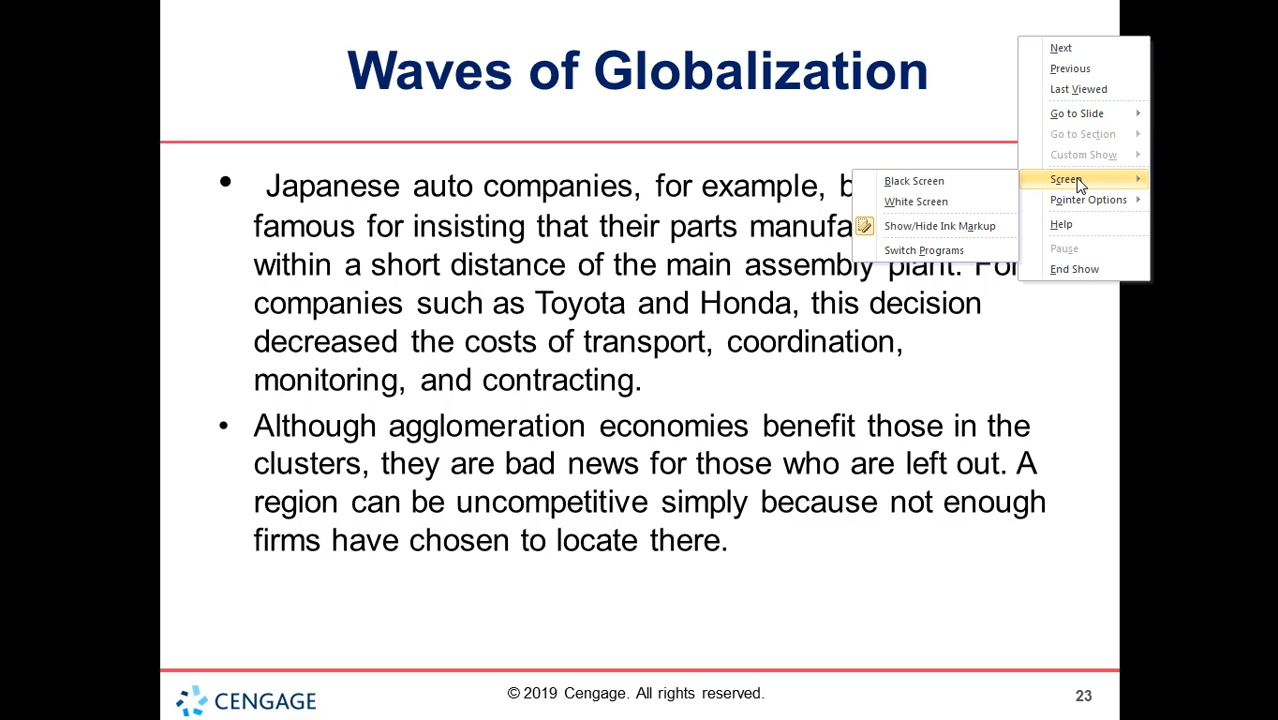 Waves of Globalization
• Japanese auto companies, for example,
famous for insisting that their parts
within a short distance of the main assembly plant. For
companies such as Toyota and Honda, this decision
decreased the costs of transport, coordination,
monitoring, and contracting.
• Although agglomeration economies benefit those in the
clusters, they are bad news for those who are left out. A
region can be uncompetitive simply because not enough
firms have chosen to locate there.
Next
Previous
Last Viewed
Go to Slide
Go to Section
Custom Show
Screen
Pointer Options
Help
Pause
End Show
Black Screen
White Screen
Show/Hide Ink Markup
Switch Programs
CENGAGE
© 2019 Cengage. All rights reserved.
23